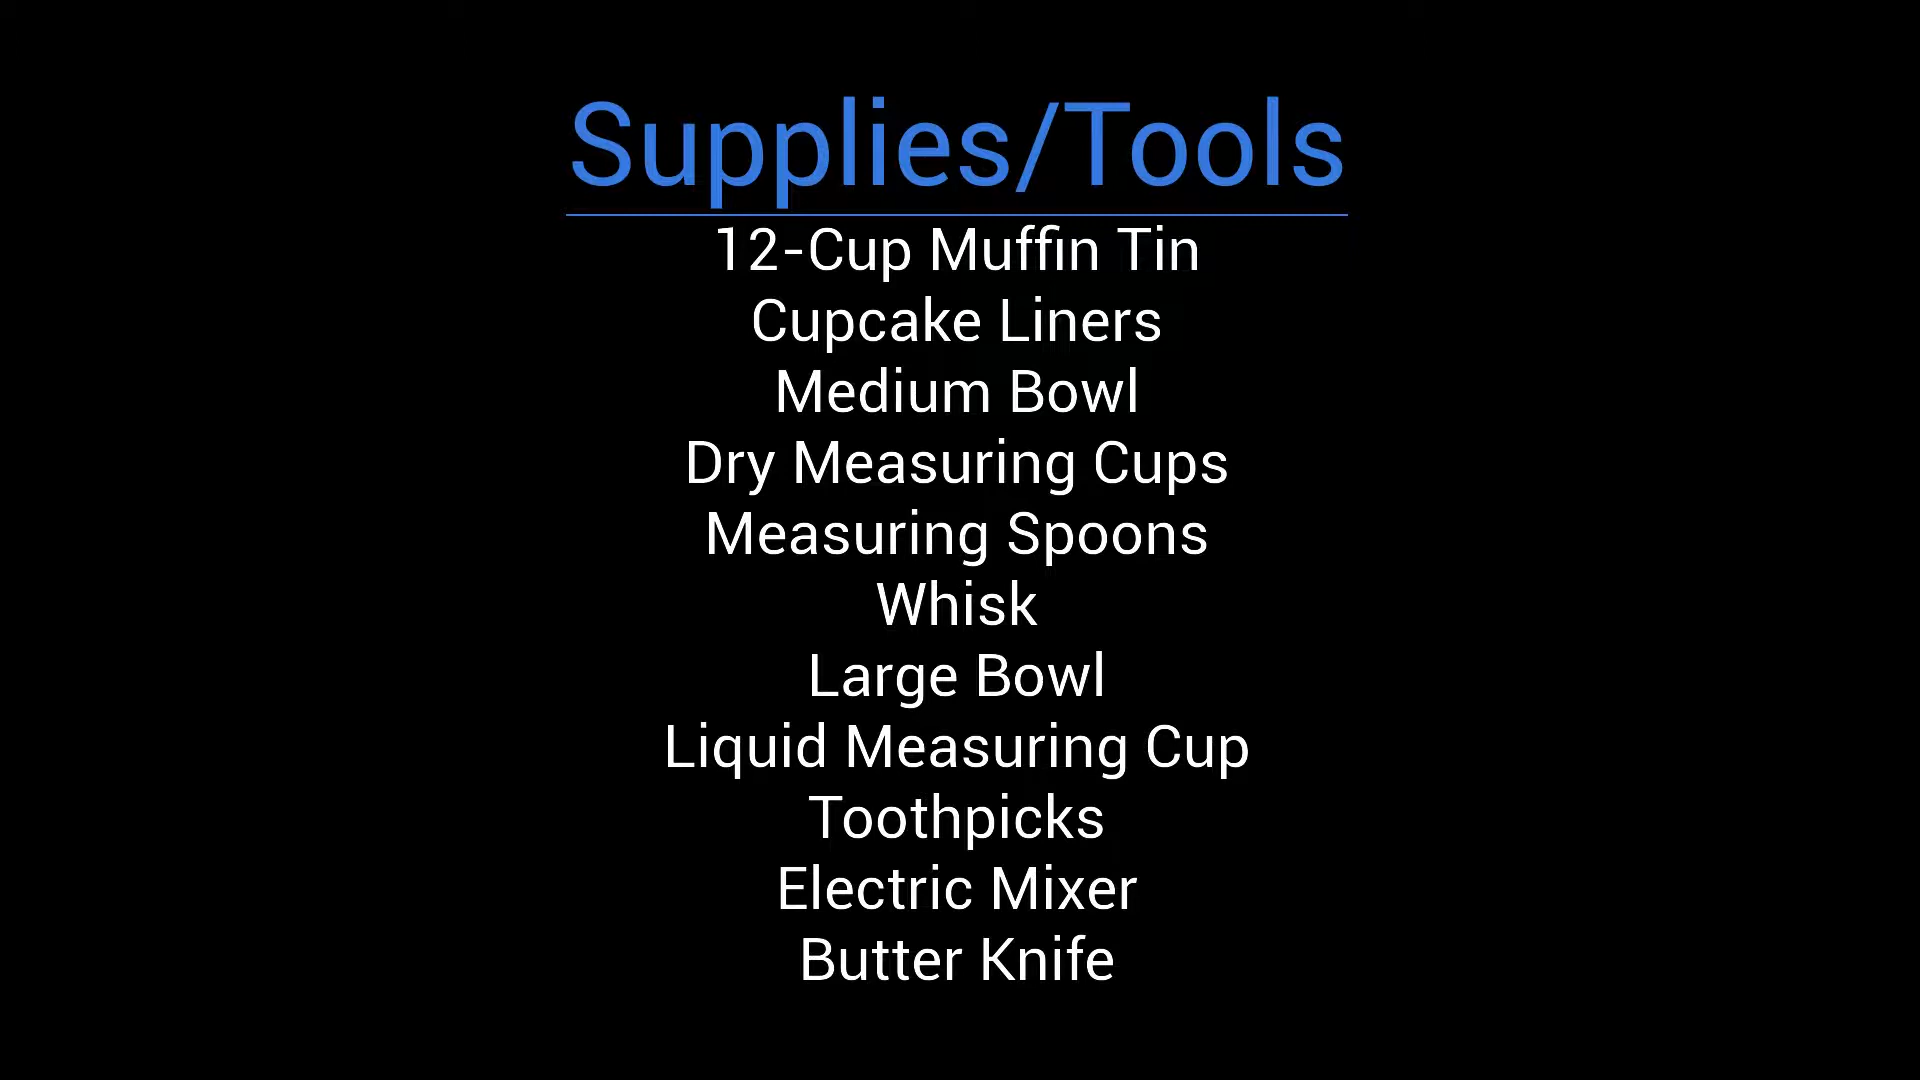 Supplies/Tools
12-Cup Muffin Tin
Cupcake Liners
Medium Bowl
Dry Measuring Cups
Measuring Spoons
Whisk
Large Bowl
Liquid Measuring Cup
Toothpicks
Electric Mixer
Butter Knife